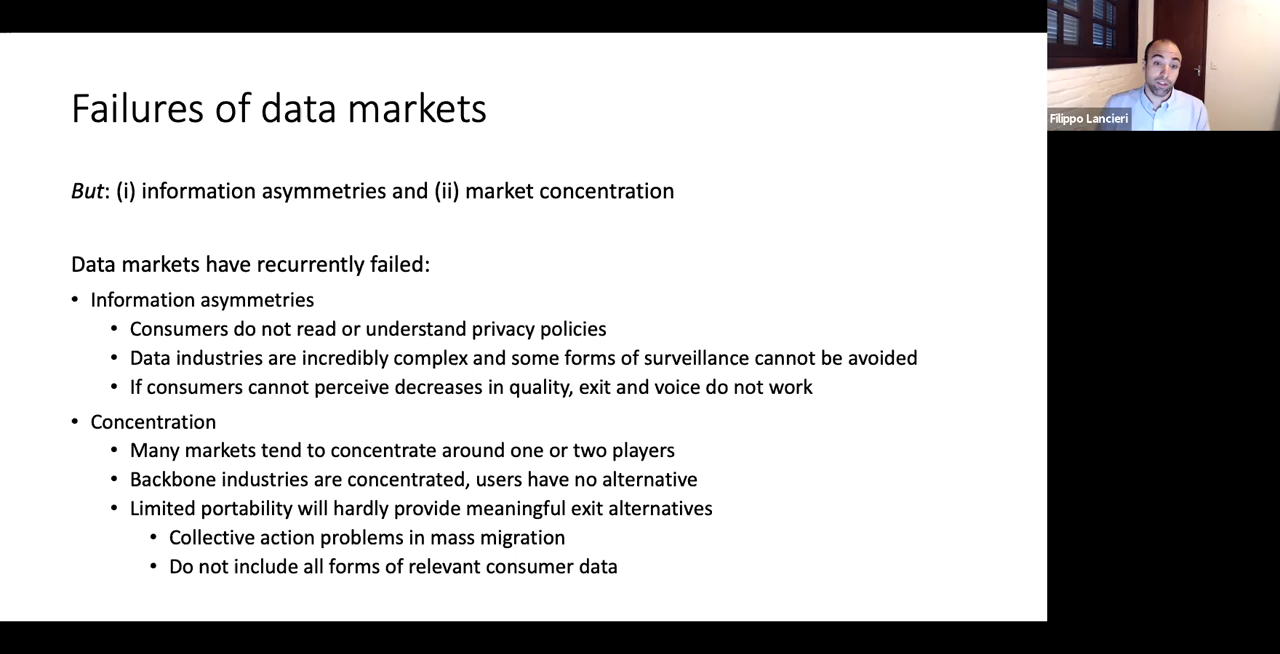 Failures of data markets
But: (i) information asymmetries and (ii) market concentration
Data markets have recurrently failed:
• Information asymmetries
• Consumers do not read or understand privacy policies
• Data industries are incredibly complex and some forms of surveillance cannot be avoided
• If consumers cannot perceive decreases in quality, exit and voice do not work
• Concentration
• Many markets tend to concentrate around one or two players
• Backbone industries are concentrated, users have no alternative
• Limited portability will hardly provide meaningful exit alternatives
• Collective action problems in mass migration
• Do not include all forms of relevant consumer data
Filippo Lancieri